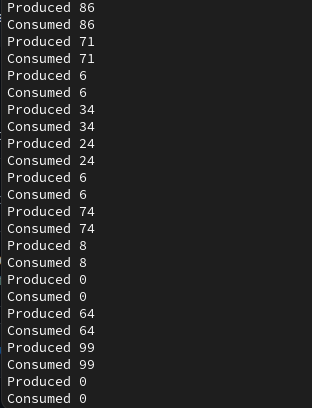 Produced 86
Consumed 86
Produced 71
Consumed 71
Produced 6
Consumed 6
Produced 34
Consumed 34
Produced 24
Consumed 24
Produced 6
Consumed 6
Produced 74
Consumed 74
Produced 8
Consumed 8
Produced 0
Consumed 0
Produced 64
Consumed 64
Produced 99
Consumed 99
Produced 0
Consumed 0